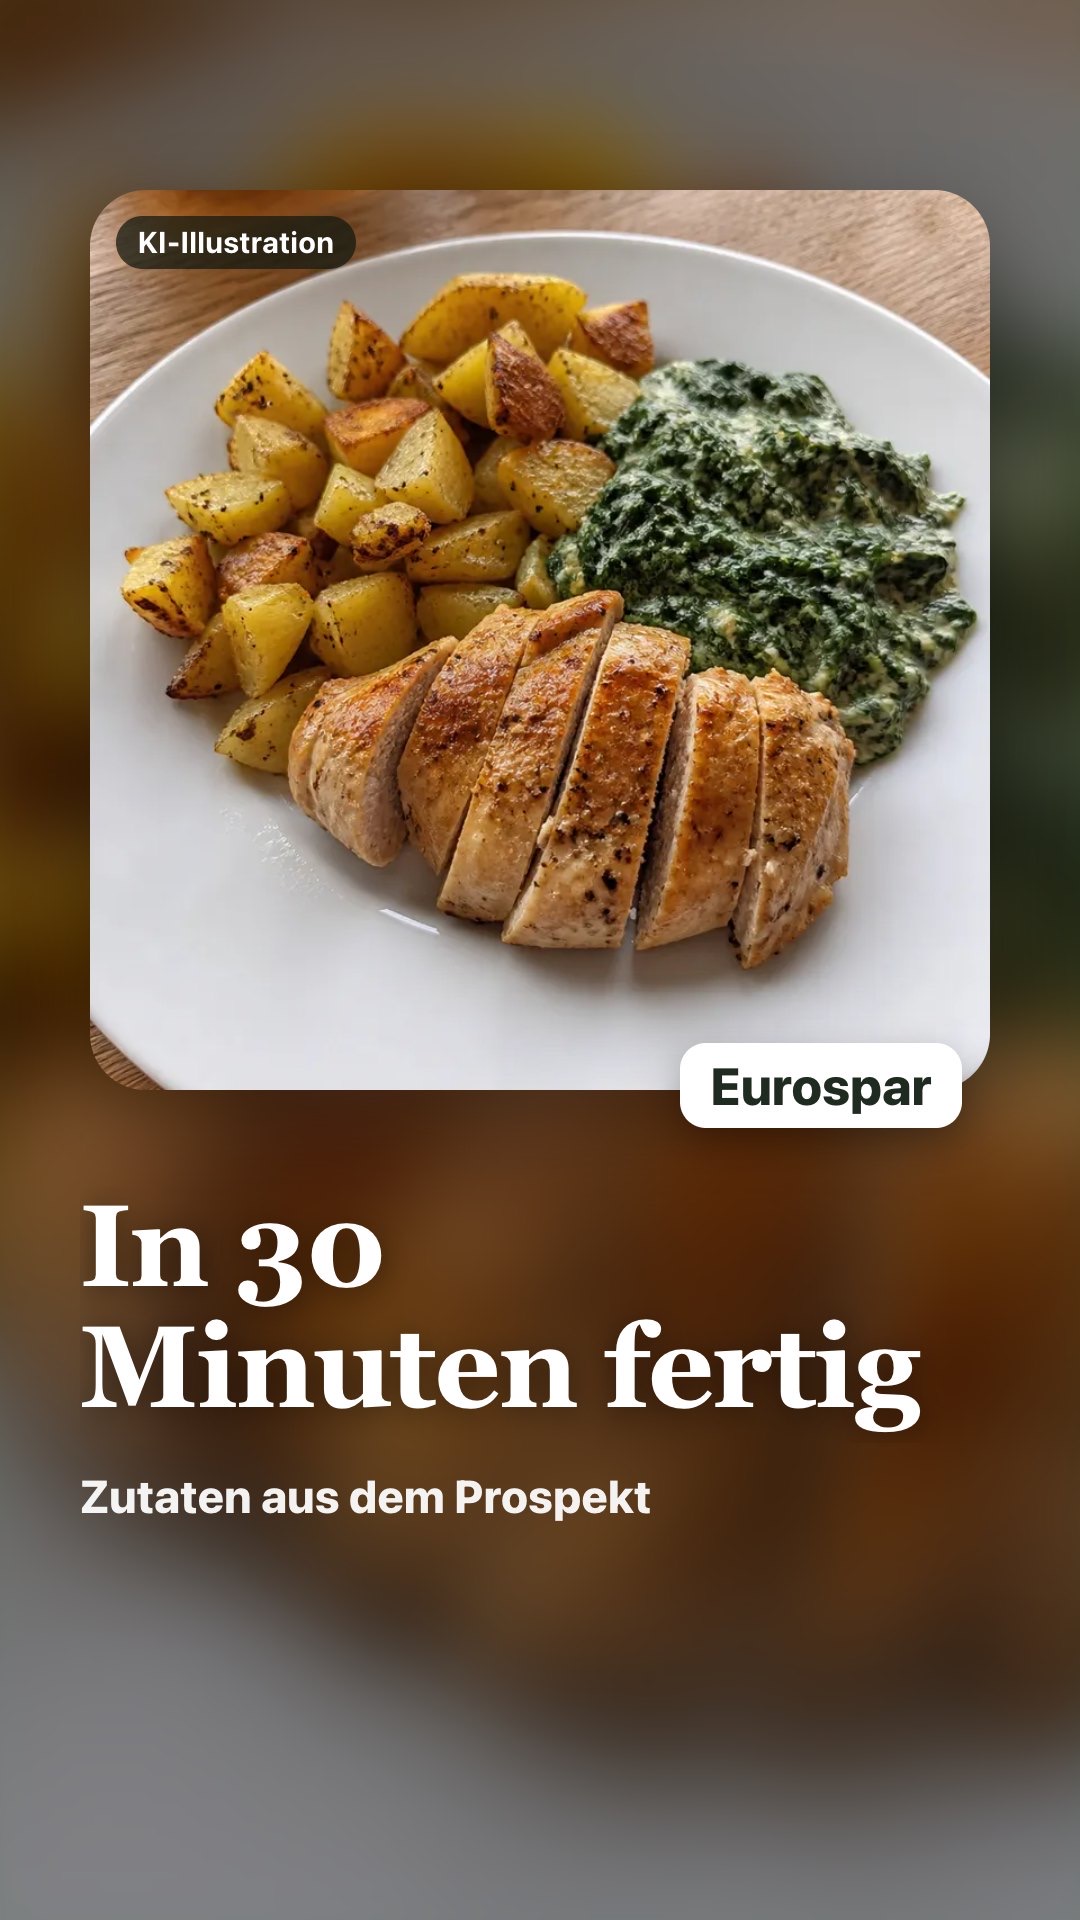 KI-Illustration
Eurospar
In 30
Minuten fertig
Zutaten aus dem Prospekt